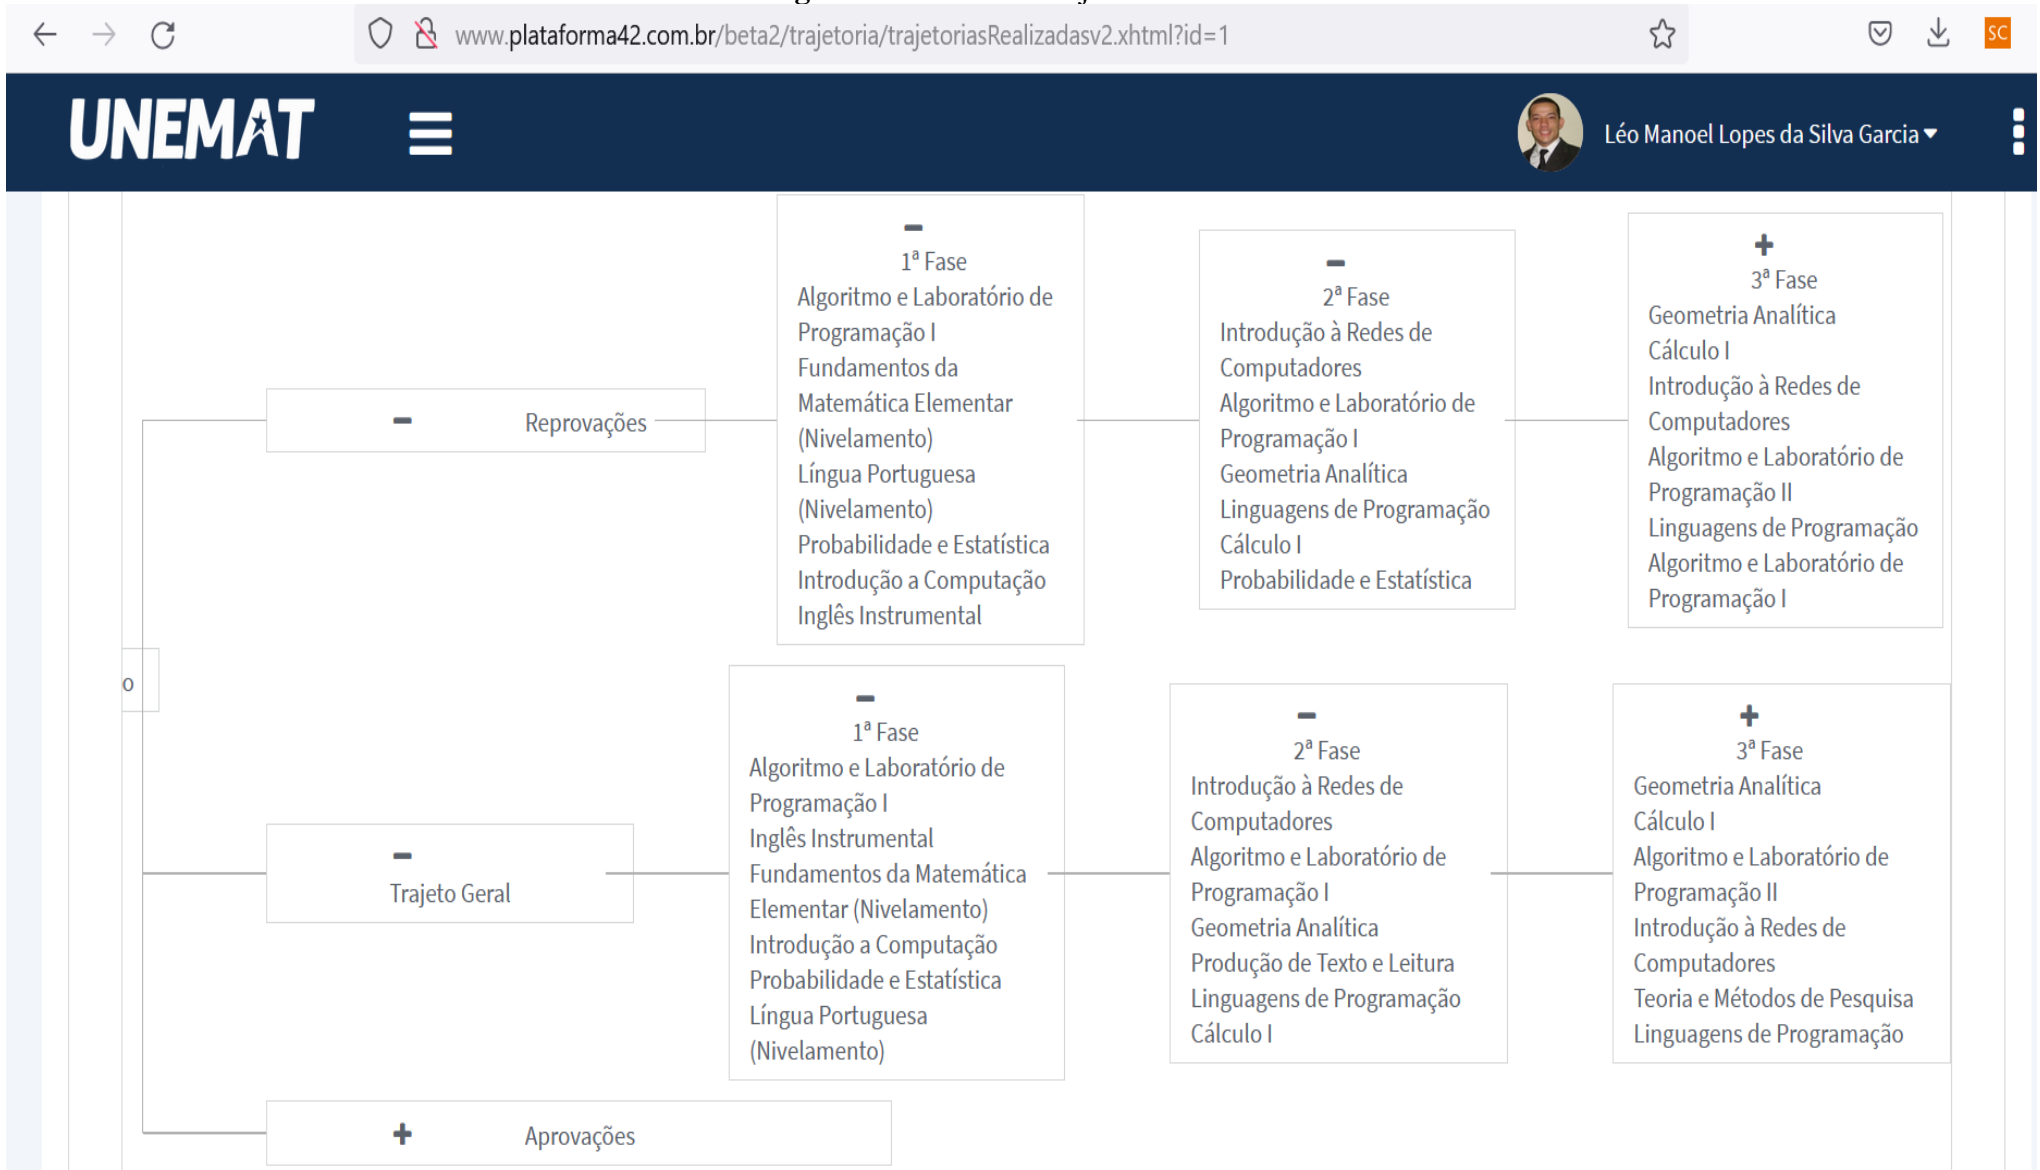 www.plataforma42.com.br/beta2/trajetoria/trajetoriasRealizadasv2.xhtml?id=1
SC
UNEMAT
Léo Manoel Lopes da Silva Garcia
Reprovações
1ª Fase
Algoritmo e Laboratório de
Programação I
Fundamentos da
Matemática Elementar
(Nivelamento)
Língua Portuguesa
(Nivelamento)
Probabilidade e Estatística
Introdução a Computação
Inglês Instrumental
2ª Fase
Introdução à Redes de
Computadores
Algoritmo e Laboratório de
Programação I
Geometria Analítica
Linguagens de Programação
Cálculo I
Probabilidade e Estatística
3ª Fase
Geometria Analítica
Cálculo I
Introdução à Redes de
Computadores
Algoritmo e Laboratório de
Programação II
Linguagens de Programação
Algoritmo e Laboratório de
Programação I
o
Trajeto Geral
1ª Fase
Algoritmo e Laboratório de
Programação I
Inglês Instrumental
Fundamentos da Matemática
Elementar (Nivelamento)
Introdução a Computação
Probabilidade e Estatística
Língua Portuguesa
(Nivelamento)
2ª Fase
Introdução à Redes de
Computadores
Algoritmo e Laboratório de
Programação I
Geometria Analítica
Produção de Texto e Leitura
Linguagens de Programação
Cálculo I
3ª Fase
Geometria Analítica
Cálculo I
Algoritmo e Laboratório de
Programação II
Introdução à Redes de
Computadores
Teoria e Métodos de Pesquisa
Linguagens de Programação
Aprovações